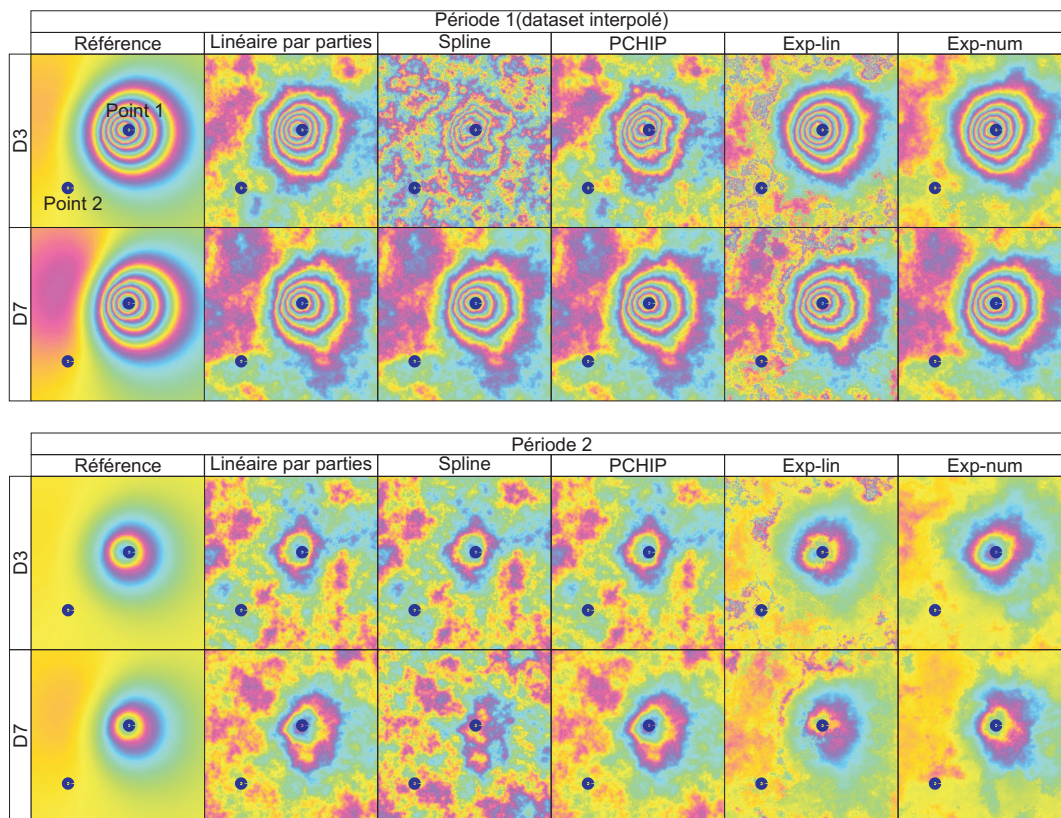 Période 1(dataset interpolé)
Référence Linéaire par parties Spline PCHIP Exp-lin Exp-num
D3
Point 1
Point 2
D7
Période 2
Référence Linéaire par parties Spline PCHIP Exp-lin Exp-num
D3
D7